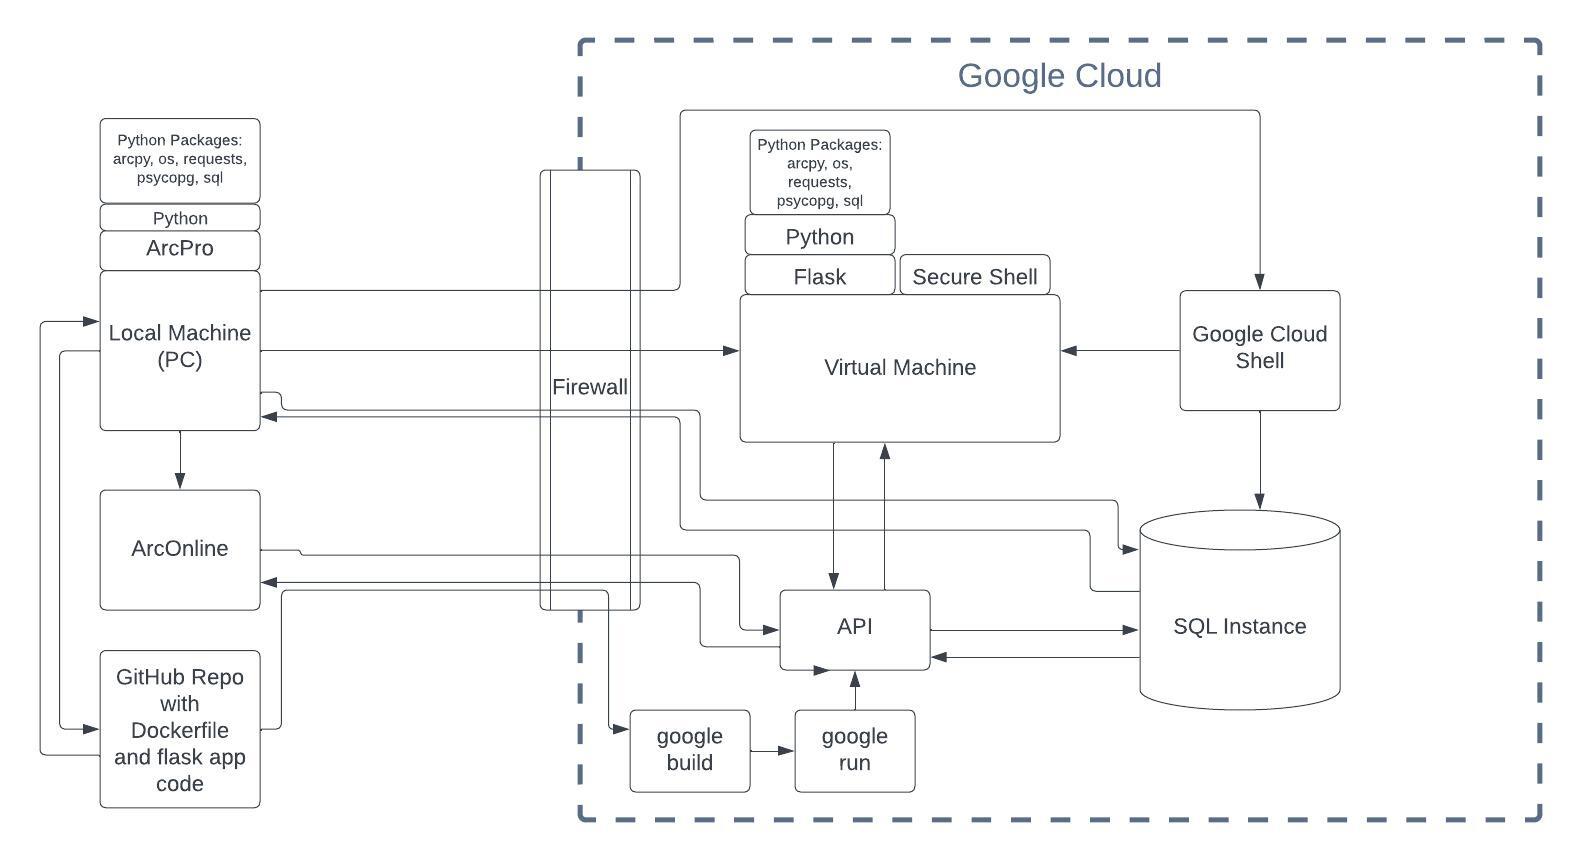 Google Cloud
Python Packages:
arcpy, os, requests,
psycopg, sql
Python
ArcPro
Local Machine
(PC)
ArcOnline
GitHub Repo
with
Dockerfile
and flask app
code
Firewall
Python Packages:
arcpy, os,
requests,
psycopg, sql
Python
Flask
Secure Shell
Virtual Machine
Google Cloud
Shell
API
SQL Instance
google
build
google
run